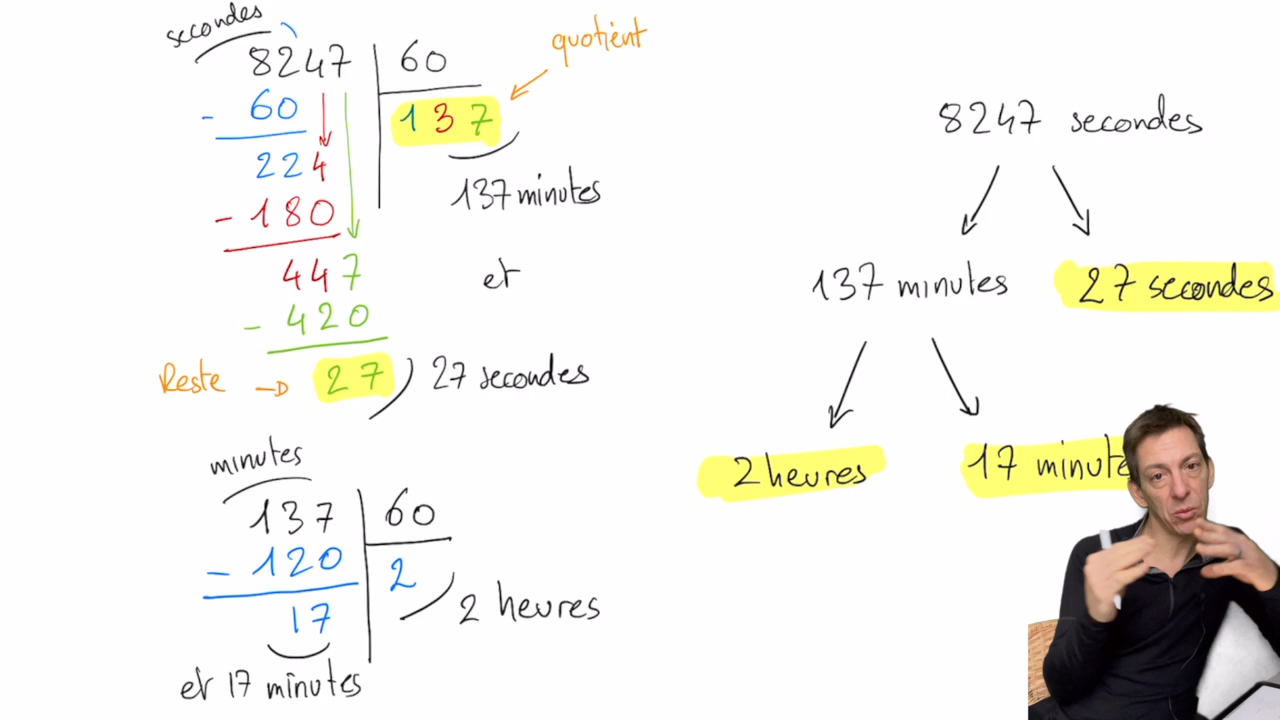 secondes
8247 60
- 60
137
quotient
224
- 180
137 minutes
447
et
- 420
Reste → 27
27 secondes
minutes
137 60
- 120
2
17
2 heures
et 17 minutes
8247 secondes
137 minutes
27 secondes
2 heures
17 minute